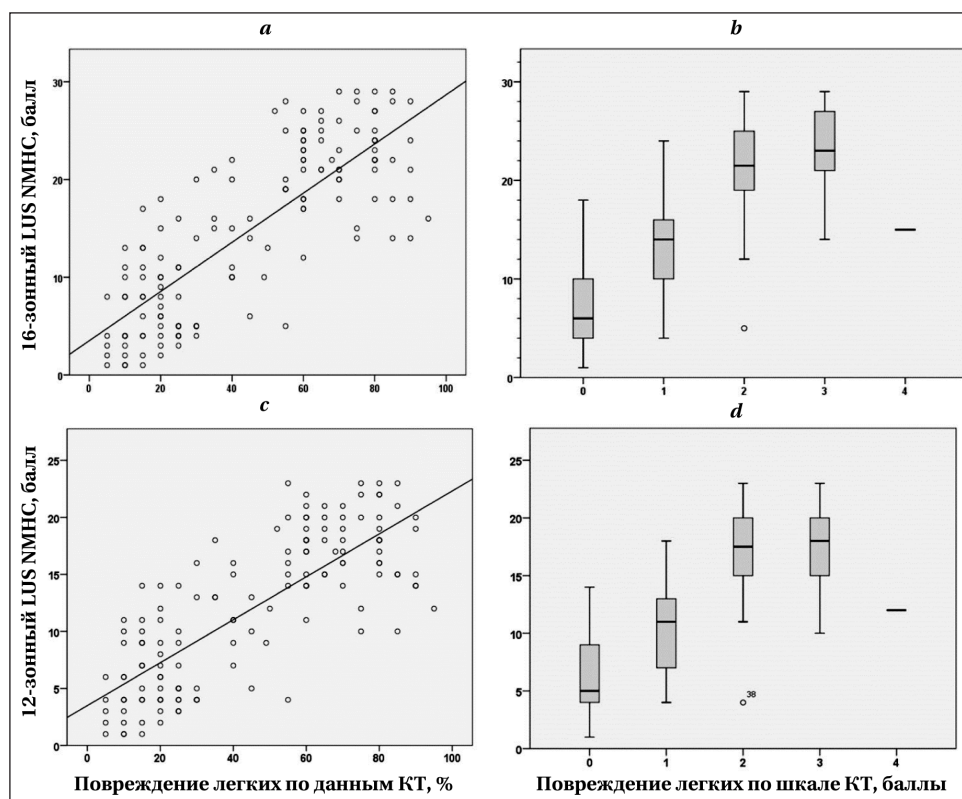 a
b
16-зонный LUS NMHC, балл
30
20
10
0
0 20 40 60 80 100
30
20
10
0
0 1 2 3 4
c
d
12-зонный LUS NMHC, балл
25
20
15
10
5
0
0 20 40 60 80 100
25
20
15
10
5
0
38
0 1 2 3 4
Повреждение легких по данным КТ, %
Повреждение легких по шкале КТ, баллы